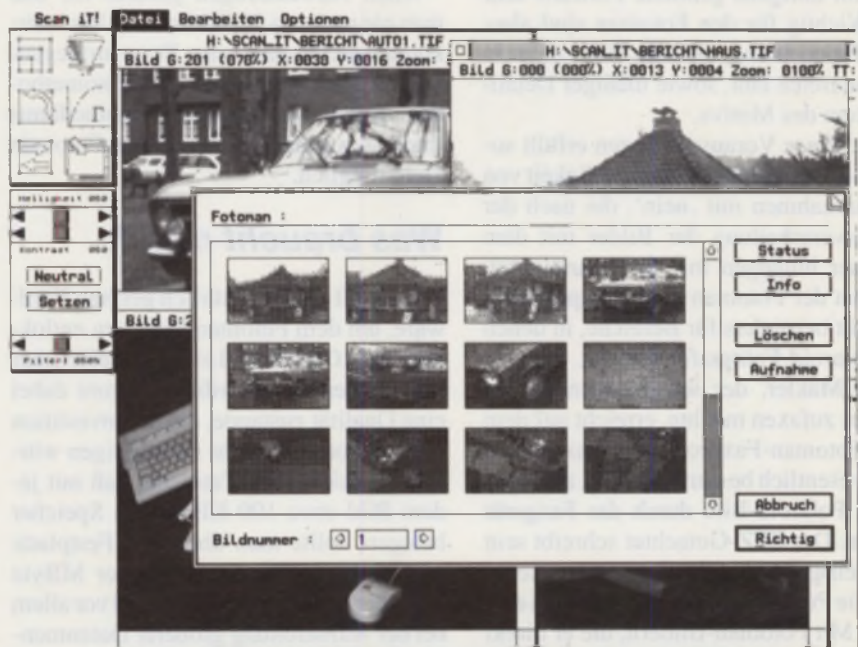 Scan iT! Datei Bearbeiten Optionen
H:\SCAN_IT\BERICHT\AUTO1.TIF
Bild G:201 (070%) X:0030 Y:0016 Zoom:
H:\SCAN_IT\BERICHT\HAUS.TIF
Bild G:000 (000%) X:0013 Y:0004 Zoom: 0100% TT:
Helligkeit 050
Kontrast 050
Neutral
Setzen
Filter: 050%
Bild G:2
Fotoman :
Status
Info
Löschen
Aufnahme
Abbruch
Richtig
Bildnummer : 1